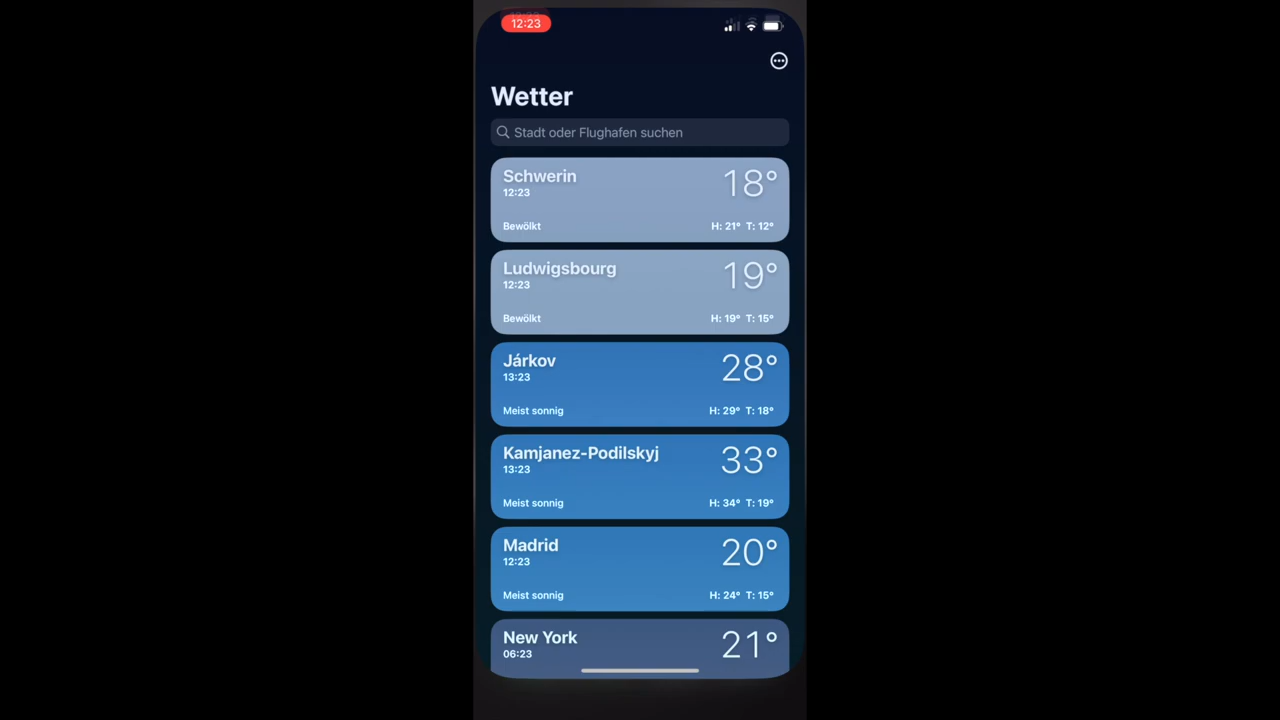 12:23
Wetter
Stadt oder Flughafen suchen
Schwerin
18°
12:23
Bewölkt
H: 21° T: 12°
Ludwigsbourg
19°
12:23
Bewölkt
H: 19° T: 15°
Járkov
28°
13:23
Meist sonnig
H: 29° T: 18°
Kamjanez-Podilskyj
33°
13:23
Meist sonnig
H: 34° T: 19°
Madrid
20°
12:23
Meist sonnig
H: 24° T: 15°
New York
21°
06:23